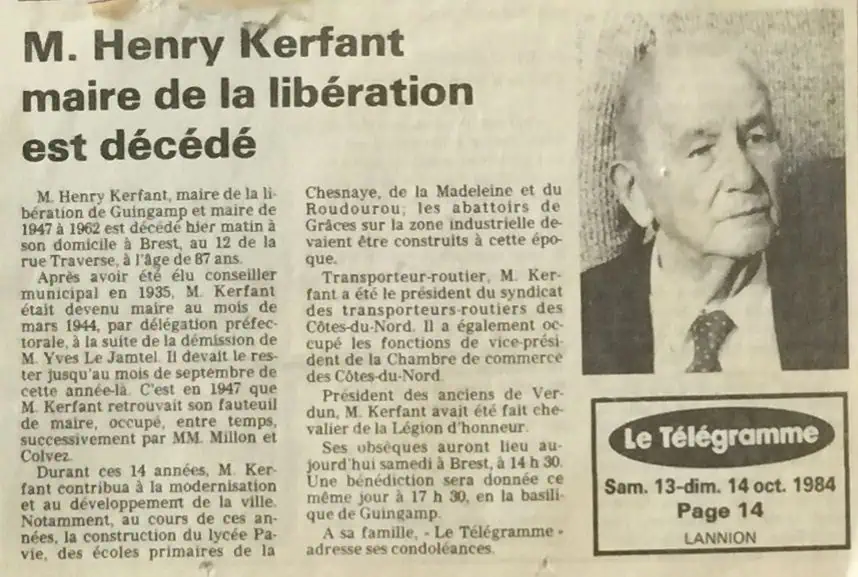 M. Henry Kerfant
maire de la libération
est décédé
M. Henry Kerfant, maire de la li-
bération de Guingamp et maire de
1947 à 1962 est décédé hier matin à
son domicile à Brest, au 12 de la
rue Traverse, à l'âge de 87 ans.
Après avoir été élu conseiller
municipal en 1935, M. Kerfant
était devenu maire au mois de
mars 1944, par délégation préfec-
torale, à la suite de la démission de
M. Yves Le Jamtel. Il devait le res-
ter jusqu'au mois de septembre de
cette année-là. C'est en 1947 que
M. Kerfant retrouvait son fauteuil
de maire, occupé, entre temps,
successivement par MM. Millon et
Colvez.
Durant ces 14 années, M. Ker-
fant contribua à la modernisation
et au développement de la ville.
Notamment, au cours de ces an-
nées, la construction du lycée Pa-
vie, des écoles primaires de la
Chesnaye, de la Madeleine et du
Roudourou; les abattoirs de
Grâces sur la zone industrielle de-
vaient être construits à cette épo-
que.
Transporteur-routier, M. Ker-
fant a été le président du syndicat
des transporteurs-routiers des
Côtes-du-Nord. Il a également oc-
cupé les fonctions de vice-prési-
dent de la Chambre de commerce
des Côtes-du-Nord.
Président des anciens de Ver-
dun, M. Kerfant avait été fait che-
valier de la Légion d'honneur.
Ses obsèques auront lieu au-
jourd'hui samedi à Brest, à 14 h 30.
Une bénédiction sera donnée ce
même jour à 17 h 30, en la basili-
que de Guingamp.
A sa famille, « Le Télégramme »
adresse ses condoléances.
Le Télégramme
Sam. 13-dim. 14 oct. 1984
Page 14
LANNION